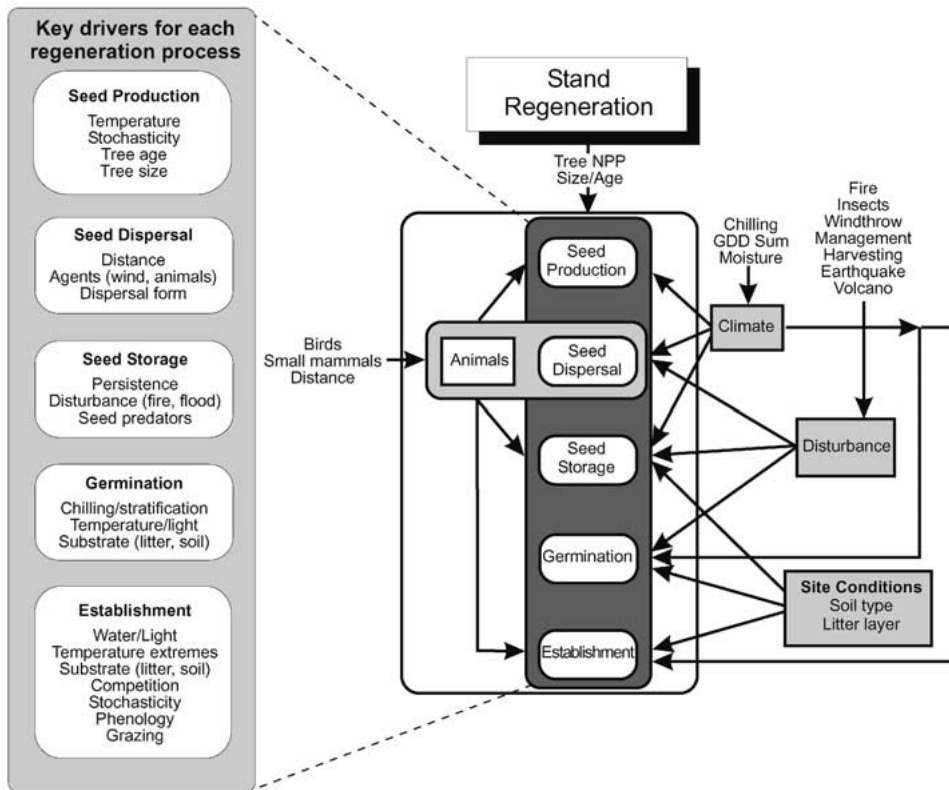 Key drivers for each
regeneration process
Seed Production
Temperature
Stochasticity
Tree age
Tree size
Seed Dispersal
Distance
Agents (wind, animals)
Dispersal form
Seed Storage
Persistence
Disturbance (fire, flood)
Seed predators
Germination
Chilling/stratification
Temperature/light
Substrate (litter, soil)
Establishment
Water/Light
Temperature extremes
Substrate (litter, soil)
Competition
Stochasticity
Phenology
Grazing
Stand
Regeneration
Tree NPP
Size/Age
Seed
Production
Birds
Small mammals
Distance
Animals
Seed
Dispersal
Seed
Storage
Germination
Establishment
Chilling
GDD Sum
Moisture
Climate
Fire
Insects
Windthrow
Management
Harvesting
Earthquake
Volcano
Disturbance
Site Conditions
Soil type
Litter layer